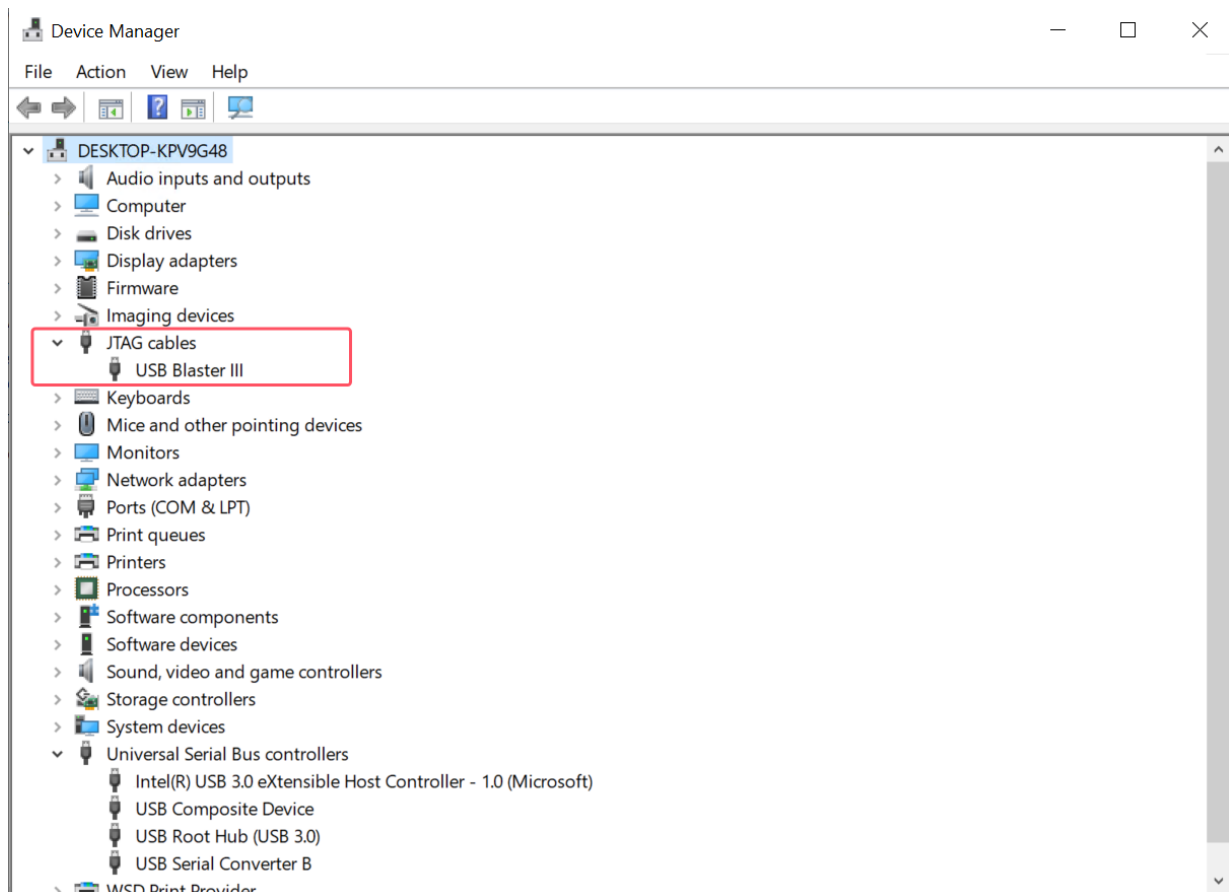 Device Manager
File Action View Help
DESKTOP-KPV9G48
Audio inputs and outputs
Computer
Disk drives
Display adapters
Firmware
Imaging devices
JTAG cables
USB Blaster III
Keyboards
Mice and other pointing devices
Monitors
Network adapters
Ports (COM & LPT)
Print queues
Printers
Processors
Software components
Software devices
Sound, video and game controllers
Storage controllers
System devices
Universal Serial Bus controllers
Intel(R) USB 3.0 eXtensible Host Controller - 1.0 (Microsoft)
USB Composite Device
USB Root Hub (USB 3.0)
USB Serial Converter B
WSD Print Provider